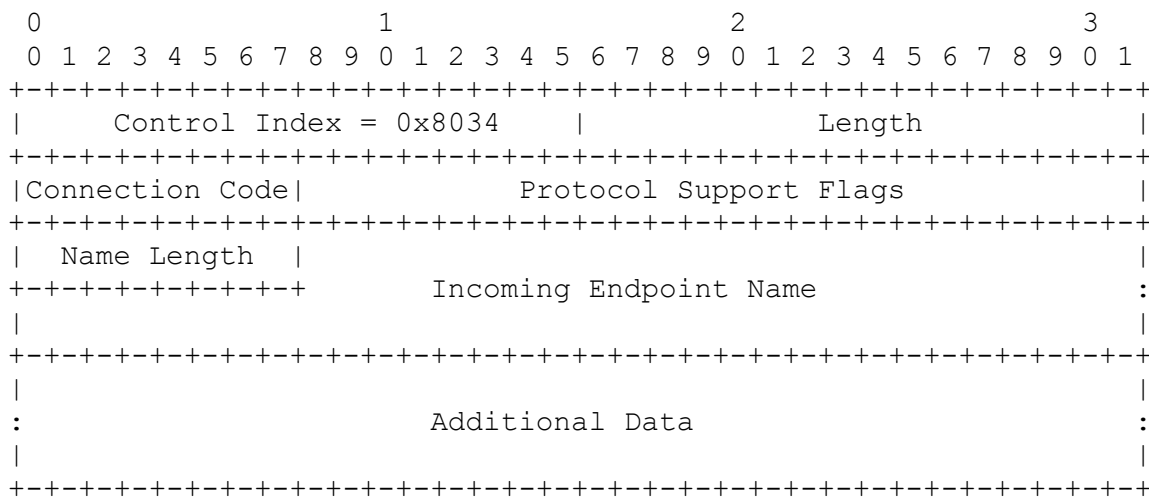 0                   1                   2                   3
 0 1 2 3 4 5 6 7 8 9 0 1 2 3 4 5 6 7 8 9 0 1 2 3 4 5 6 7 8 9 0 1
+-+-+-+-+-+-+-+-+-+-+-+-+-+-+-+-+-+-+-+-+-+-+-+-+-+-+-+-+-+-+-+-+
|     Control Index = 0x8034    |             Length            |
+-+-+-+-+-+-+-+-+-+-+-+-+-+-+-+-+-+-+-+-+-+-+-+-+-+-+-+-+-+-+-+-+
|Connection Code|            Protocol Support Flags             |
+-+-+-+-+-+-+-+-+-+-+-+-+-+-+-+-+-+-+-+-+-+-+-+-+-+-+-+-+-+-+-+-+
|  Name Length  |                                               |
+-+-+-+-+-+-+-+-+       Incoming Endpoint Name                  :
|                                                               |
+-+-+-+-+-+-+-+-+-+-+-+-+-+-+-+-+-+-+-+-+-+-+-+-+-+-+-+-+-+-+-+-+
|                                                               |
:                       Additional Data                         :
|                                                               |
+-+-+-+-+-+-+-+-+-+-+-+-+-+-+-+-+-+-+-+-+-+-+-+-+-+-+-+-+-+-+-+-+